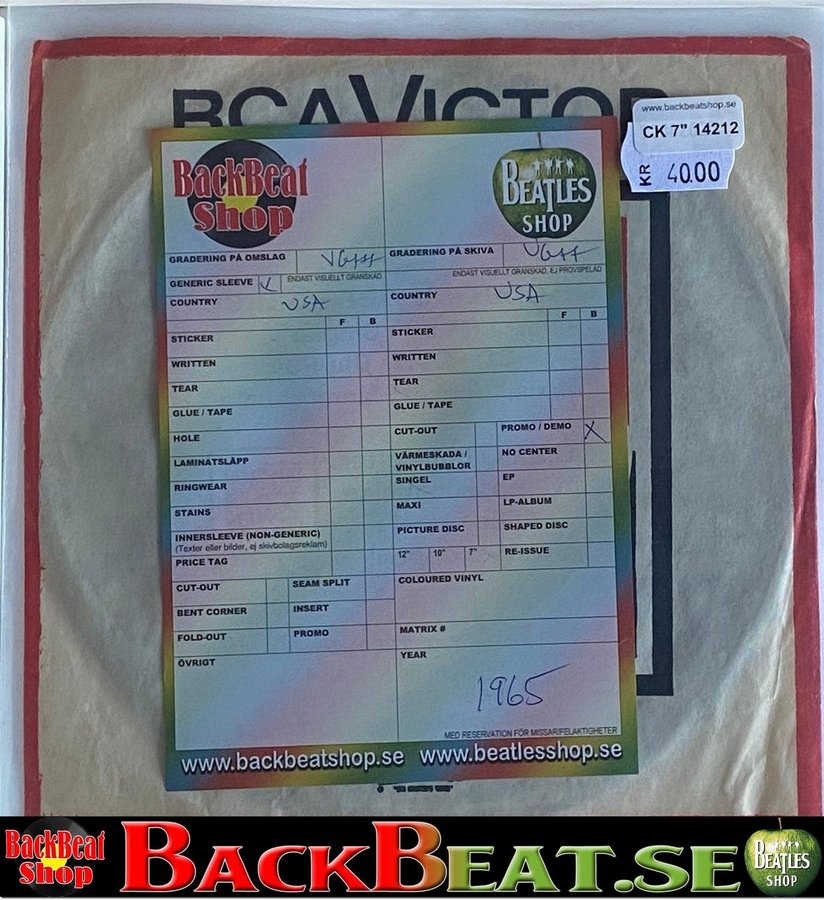 RCA VICTOR
www.backbeatshop.se
CK 7" 14212
KR 40.00
BackBeat
Shop
BEATLES
SHOP
GRADERING PÅ OMSLAG VG++
GRADERING PÅ SKIVA VG++
GENERIC SLEEVE ENDAST VISUELLT GRANSKAD
ENDAST VISUELLT GRANSKAD, EJ PROVSPELAD
COUNTRY USA
COUNTRY USA
F B
F B
STICKER
STICKER
WRITTEN
WRITTEN
TEAR
TEAR
GLUE / TAPE
GLUE / TAPE
HOLE
CUT-OUT
PROMO / DEMO X
LAMINATSLÄPP
VÄRMESKADA /
VINYLBUBBLOR
NO CENTER
RINGWEAR
SINGEL
EP
STAINS
MAXI
LP-ALBUM
INNERSLEEVE (NON-GENERIC)
(Texter eller bilder, ej skivbolagsreklam)
PICTURE DISC
SHAPED DISC
PRICE TAG
12" 10" 7"
RE-ISSUE
CUT-OUT
SEAM SPLIT
COLOURED VINYL
BENT CORNER
INSERT
FOLD-OUT
PROMO
MATRIX #
ÖVRIGT
YEAR
1965
MED RESERVATION FÖR MISSAR/FELAKTIGHETER
www.backbeatshop.se www.beatlesshop.se
BackBeat
Shop
BACKBEAT.SE
BEATLES
SHOP